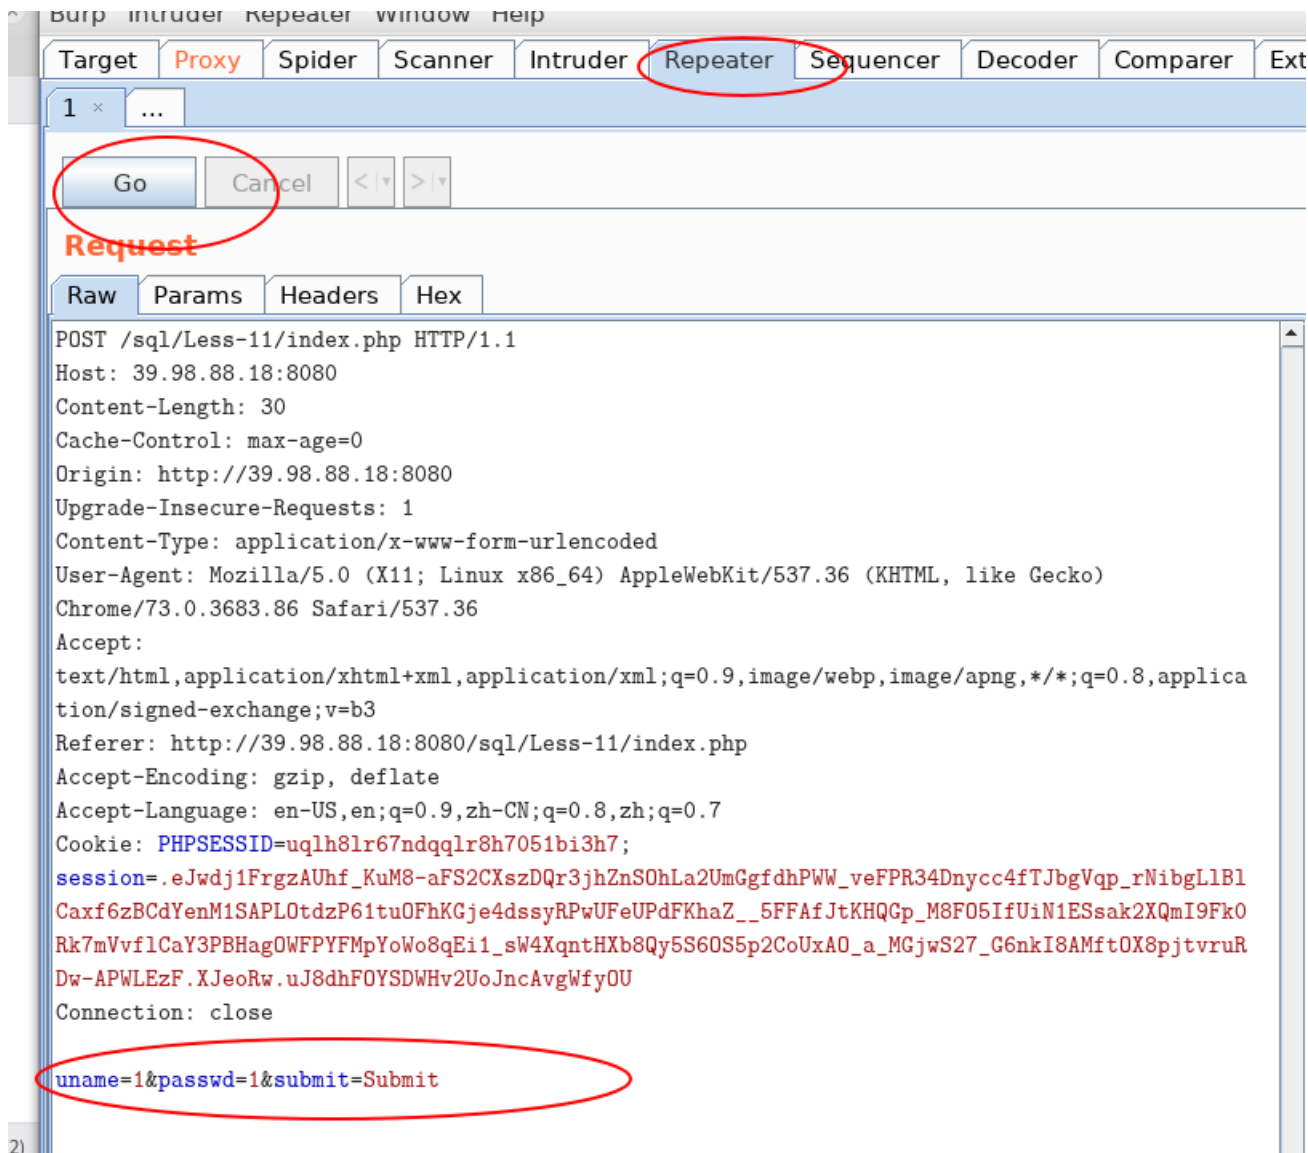 Burp Intruder Repeater Window Help
Target Proxy Spider Scanner Intruder Repeater Sequencer Decoder Comparer Ext
1 × ...
Go Cancel < | ▾ > | ▾
Request
Raw Params Headers Hex
POST /sql/Less-11/index.php HTTP/1.1
Host: 39.98.88.18:8080
Content-Length: 30
Cache-Control: max-age=0
Origin: http://39.98.88.18:8080
Upgrade-Insecure-Requests: 1
Content-Type: application/x-www-form-urlencoded
User-Agent: Mozilla/5.0 (X11; Linux x86_64) AppleWebKit/537.36 (KHTML, like Gecko)
Chrome/73.0.3683.86 Safari/537.36
Accept:
text/html,application/xhtml+xml,application/xml;q=0.9,image/webp,image/apng,*/*;q=0.8,applica
tion/signed-exchange;v=b3
Referer: http://39.98.88.18:8080/sql/Less-11/index.php
Accept-Encoding: gzip, deflate
Accept-Language: en-US,en;q=0.9,zh-CN;q=0.8,zh;q=0.7
Cookie: PHPSESSID=uqlh8lr67ndqqlr8h7051bi3h7;
session=.eJwdj1FrgzAUhf_KuM8-aFS2CXszDQr3jhZnSOhLa2UmGgfdhPWW_veFPR34Dnycc4fTJbgVqp_rNibgLlBl
Caxf6zBCdYenM1SAPLOtdzP61tuOFhKGje4dssyRPwUFeUPdFKhaZ__5FFAfJtKHQGp_M8FO5IfUiN1ESsak2XQmI9Fk0
Rk7mVvflCaY3PBHagOWFPYFMpYoWo8qEi1_sW4XqntHXb8Qy5S6OS5p2CoUxAO_a_MGjwS27_G6nkI8AMftOX8pjtvruR
Dw-APWLEzF.XJeoRw.uJ8dhFOYSDWHv2UoJncAvgWfyOU
Connection: close
uname=1&passwd=1&submit=Submit
2)